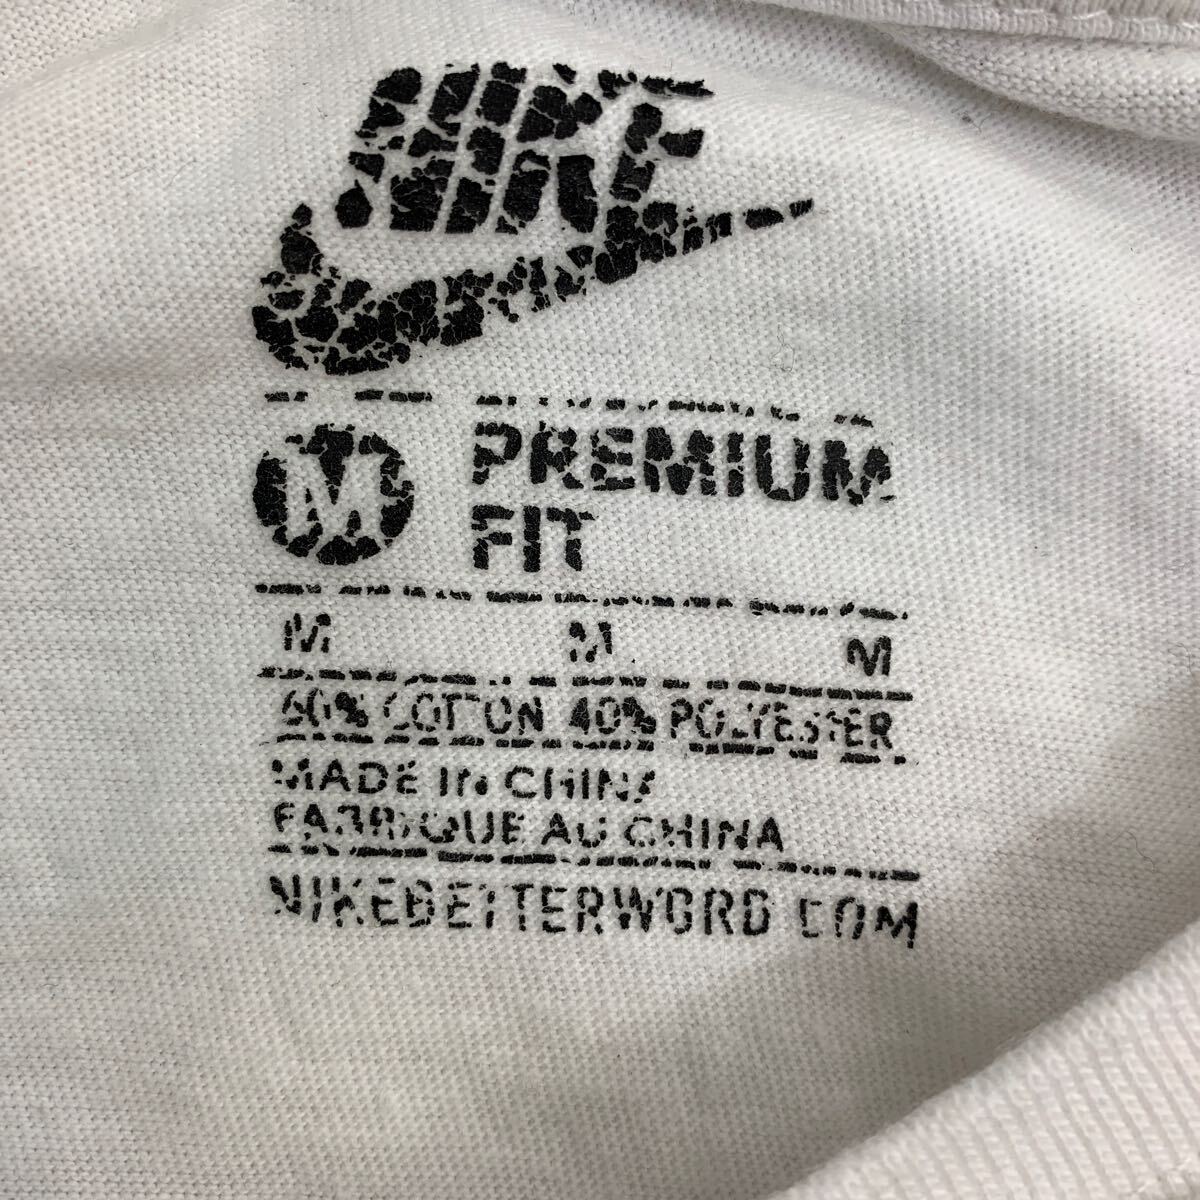 NIKE
M PREMIUM
FIT
M M M
60% COTTON 40% POLYESTER
MADE IN CHINA
FABRIQUE AU CHINA
NIKEBETTERWORD.COM